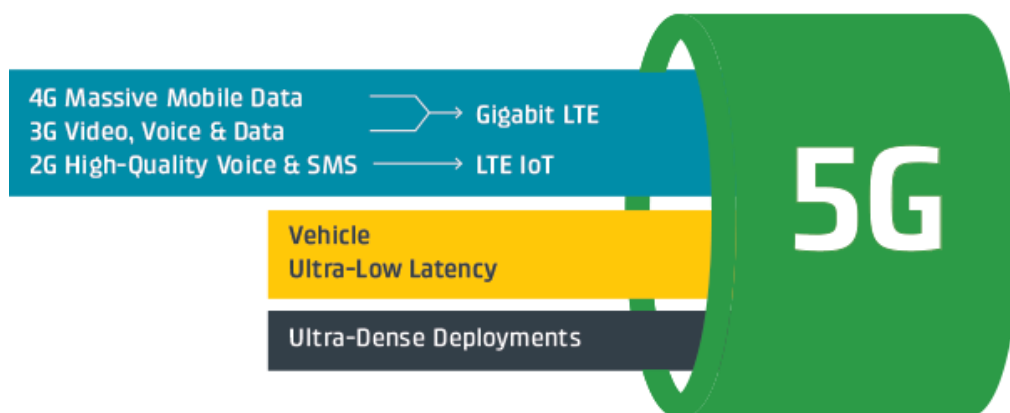 4G Massive Mobile Data
3G Video, Voice & Data
Gigabit LTE
2G High-Quality Voice & SMS
LTE IoT
Vehicle
Ultra-Low Latency
Ultra-Dense Deployments
5G